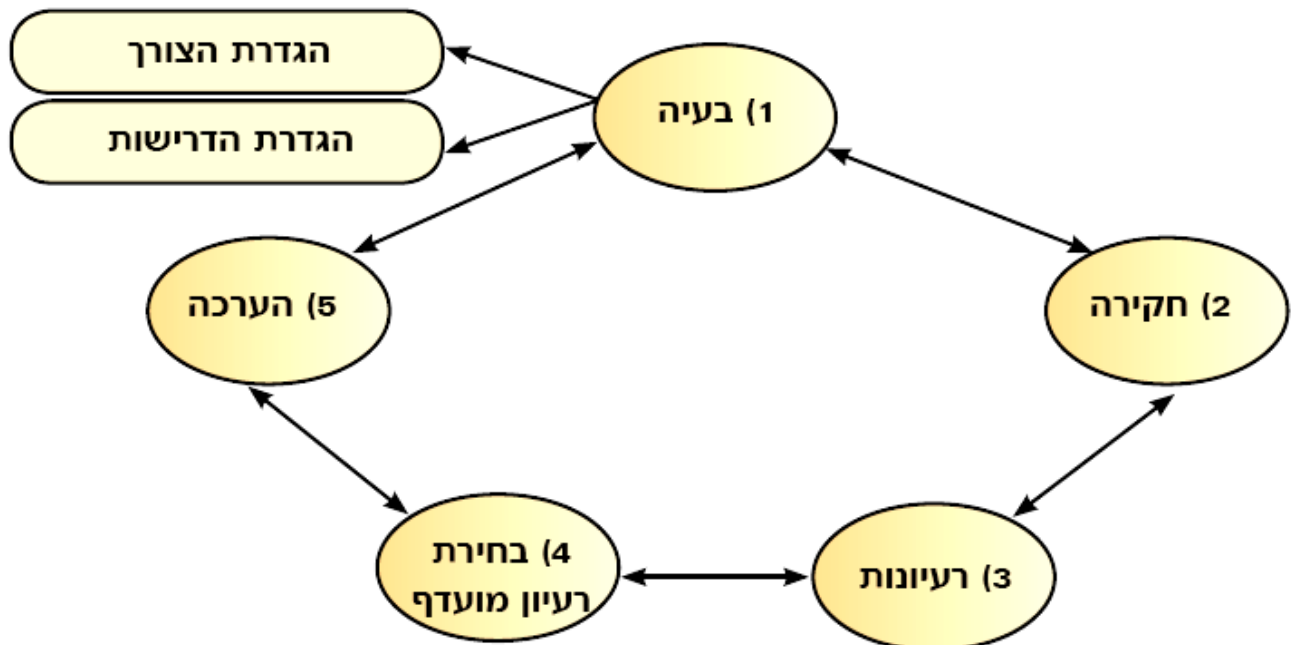 הגדרת הצורך
הגדרת הדרישות
1) בעיה
2) חקירה
3) רעיונות
4) בחירת
רעיון מועדף
5) הערכה